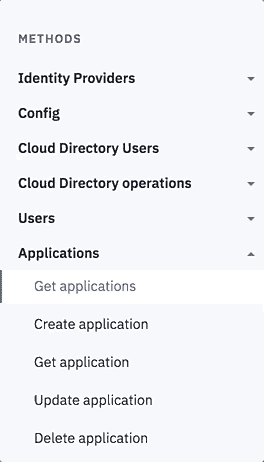 METHODS
Identity Providers
Config
Cloud Directory Users
Cloud Directory operations
Users
Applications
Get applications
Create application
Get application
Update application
Delete application